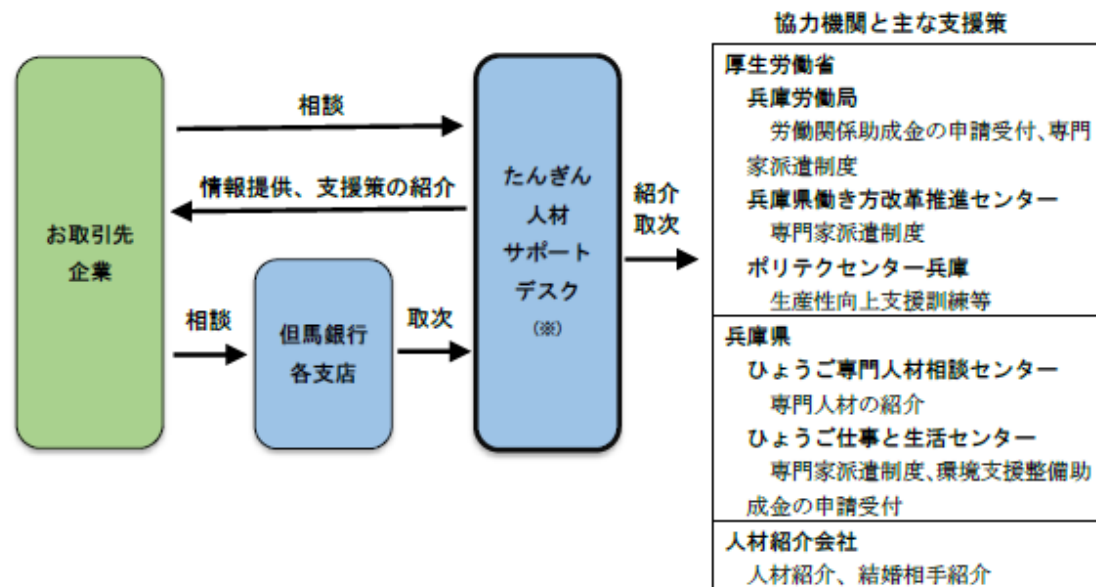 協力機関と主な支援策
相談
情報提供、支援策の紹介
お取引先
企業
相談
但馬銀行
各支店
取次
たんぎん
人材
サポート
デスク
(※)
紹介
取次
厚生労働省
兵庫労働局
労働関係助成金の申請受付、専門
家派遣制度
兵庫県働き方改革推進センター
専門家派遣制度
ポリテクセンター兵庫
生産性向上支援訓練等
兵庫県
ひょうご専門人材相談センター
専門人材の紹介
ひょうご仕事と生活センター
専門家派遣制度、環境支援整備助
成金の申請受付
人材紹介会社
人材紹介、結婚相手紹介